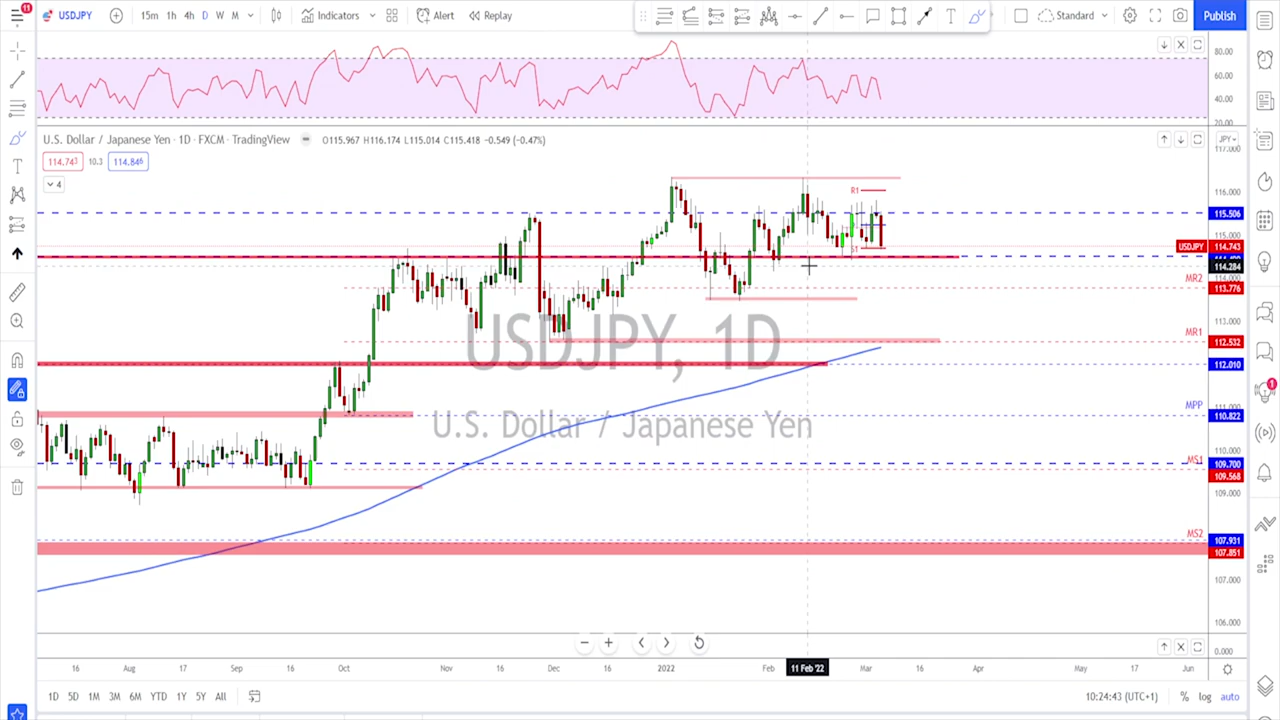 11
USDJPY 15m 1h 4h D W M Indicators Alert Replay T Standard Publish
80.00
60.00
40.00
20.00
U.S. Dollar / Japanese Yen · 1D · FXCM · TradingView O115.967 H116.174 L115.014 C115.418 −0.549 (−0.47%)
JPY
117.000
114.743 10.3 114.846
4
116.000
R1
115.506
115.000
USDJPY 114.743
S1
114.284
114.000
MR2
113.776
113.000
MR1
112.532
USDJPY, 1D
112.010
MPP
111.000
110.822
U.S. Dollar / Japanese Yen
110.000
MS1
109.700
109.568
109.000
MS2
107.931
107.851
107.000
106.000
0.000
16 Aug 17 Sep 16 Oct Nov 16 Dec 16 2022 Feb 11 Feb '22 Mar 16 Apr May 17 Jun
1D 5D 1M 3M 6M YTD 1Y 5Y All 10:24:43 (UTC+1) % log auto
1